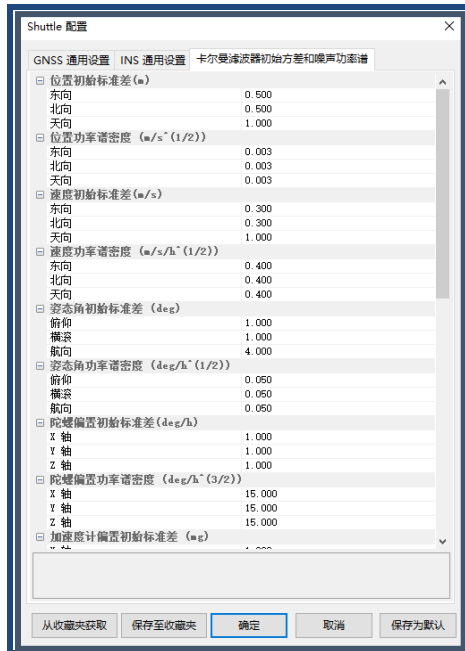 Shuttle 配置
GNSS 通用设置 INS 通用设置 卡尔曼滤波器初始方差和噪声功率谱
位置初始标准差(m)
东向 0.500
北向 0.500
天向 1.000
位置功率谱密度 (m/s^(1/2))
东向 0.003
北向 0.003
天向 0.003
速度初始标准差(m/s)
东向 0.300
北向 0.300
天向 1.000
速度功率谱密度 (m/s/h^(1/2))
东向 0.400
北向 0.400
天向 0.400
姿态角初始标准差 (deg)
俯仰 1.000
横滚 1.000
航向 4.000
姿态角功率谱密度 (deg/h^(1/2))
俯仰 0.050
横滚 0.050
航向 0.050
陀螺偏置初始标准差(deg/h)
X 轴 1.000
Y 轴 1.000
Z 轴 1.000
陀螺偏置功率谱密度 (deg/h^(3/2))
X 轴 15.000
Y 轴 15.000
Z 轴 15.000
加速度计偏置初始标准差 (mg)
从收藏夹获取 保存至收藏夹 确定 取消 保存为默认